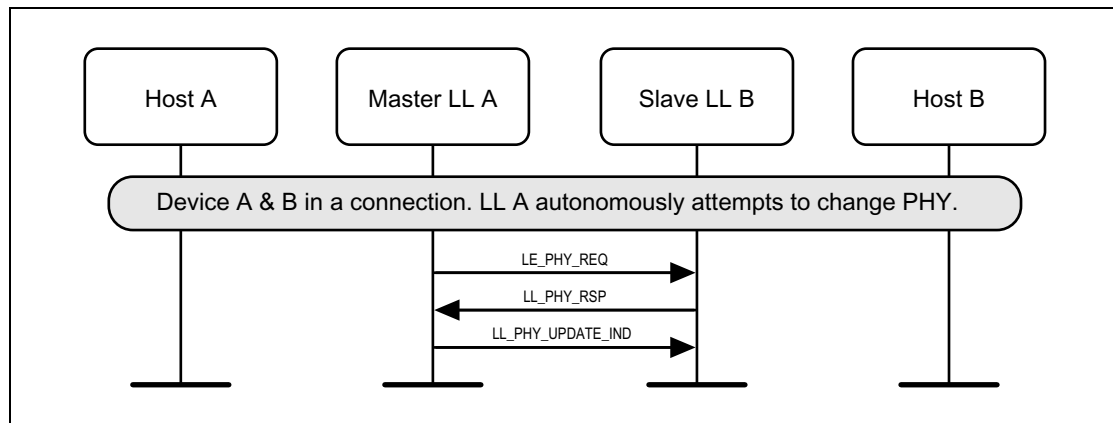 Host A
Master LL A
Slave LL B
Host B
Device A & B in a connection. LL A autonomously attempts to change PHY.
LE_PHY_REQ
LL_PHY_RSP
LL_PHY_UPDATE_IND